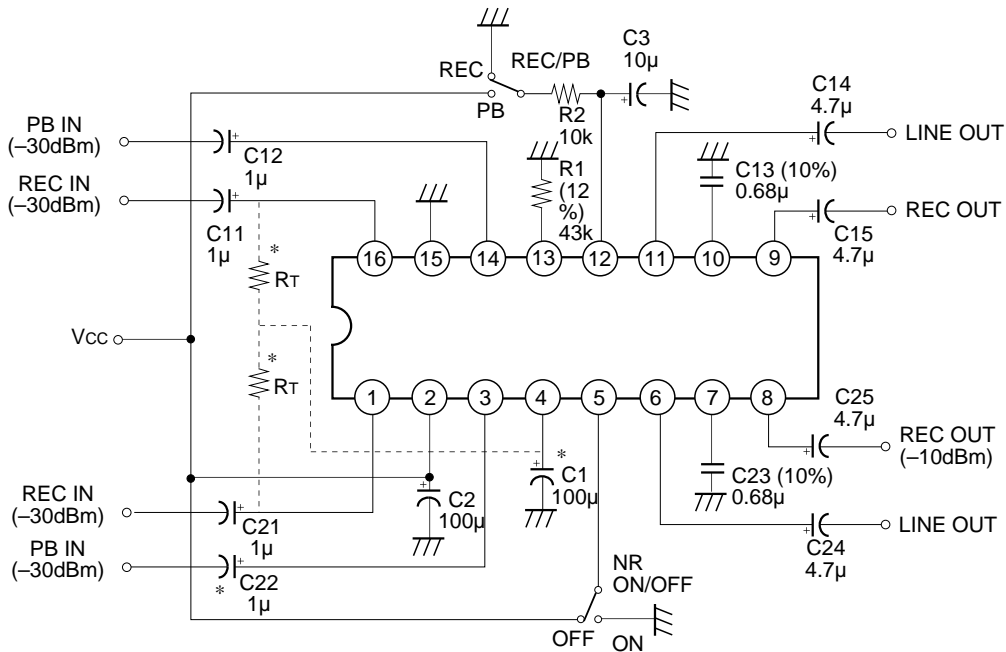 REC
REC/PB
PB
C3
10µ
+
R2
10k
C14
4.7µ
+
LINE OUT
PB IN
(–30dBm)
+
C12
1µ
REC IN
(–30dBm)
+
C11
1µ
R1
(12
%)
43k
C13 (10%)
0.68µ
REC OUT
+
C15
4.7µ
*
RT
16
15
14
13
12
11
10
9
VCC
*
RT
1
2
3
4
5
6
7
8
C25
4.7µ
+
REC OUT
(–10dBm)
+
*
C1
100µ
+
C2
100µ
C23 (10%)
0.68µ
REC IN
(–30dBm)
+
C21
1µ
LINE OUT
+
C24
4.7µ
PB IN
(–30dBm)
+
*
C22
1µ
NR
ON/OFF
OFF
ON